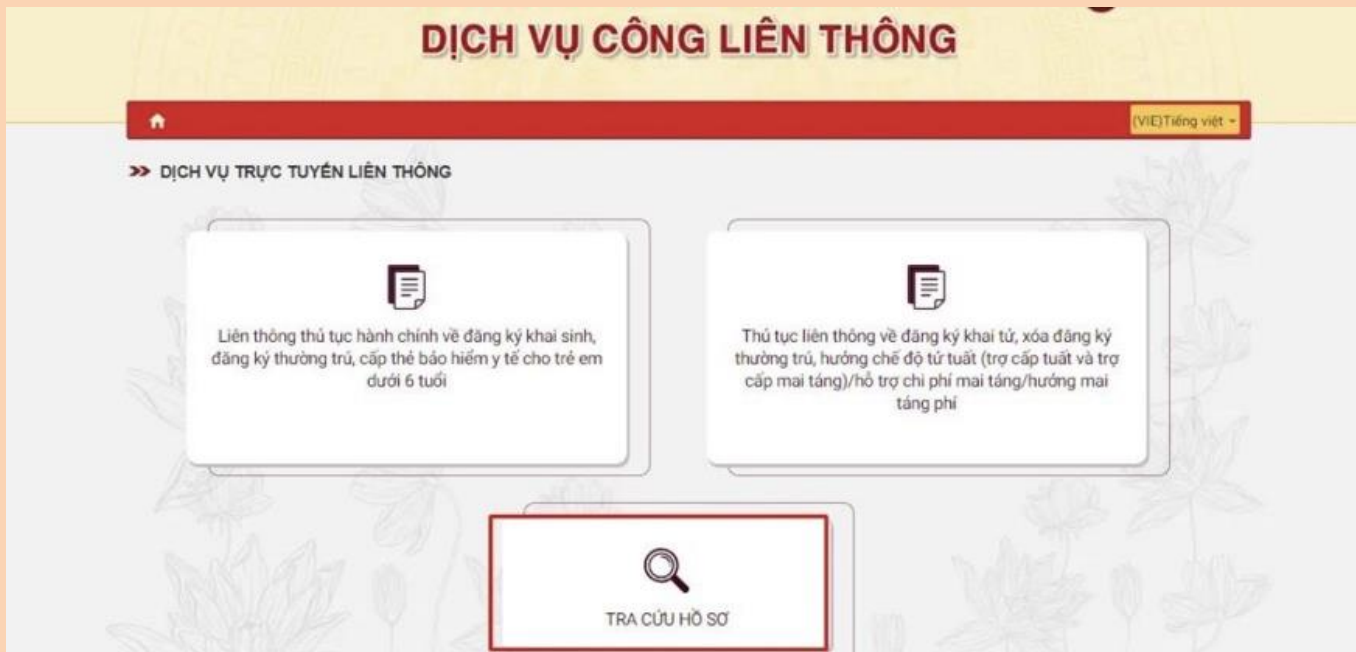 DỊCH VỤ CÔNG LIÊN THÔNG
(VIE)Tiếng việt
DỊCH VỤ TRỰC TUYẾN LIÊN THÔNG
Liên thông thủ tục hành chính về đăng ký khai sinh,
đăng ký thường trú, cấp thẻ bảo hiểm y tế cho trẻ em
dưới 6 tuổi
Thủ tục liên thông về đăng ký khai tử, xóa đăng ký
thường trú, hưởng chế độ tử tuất (trợ cấp tuất và trợ
cấp mai táng)/hỗ trợ chi phí mai táng/hưởng mai
táng phí
TRA CỨU HỒ SƠ